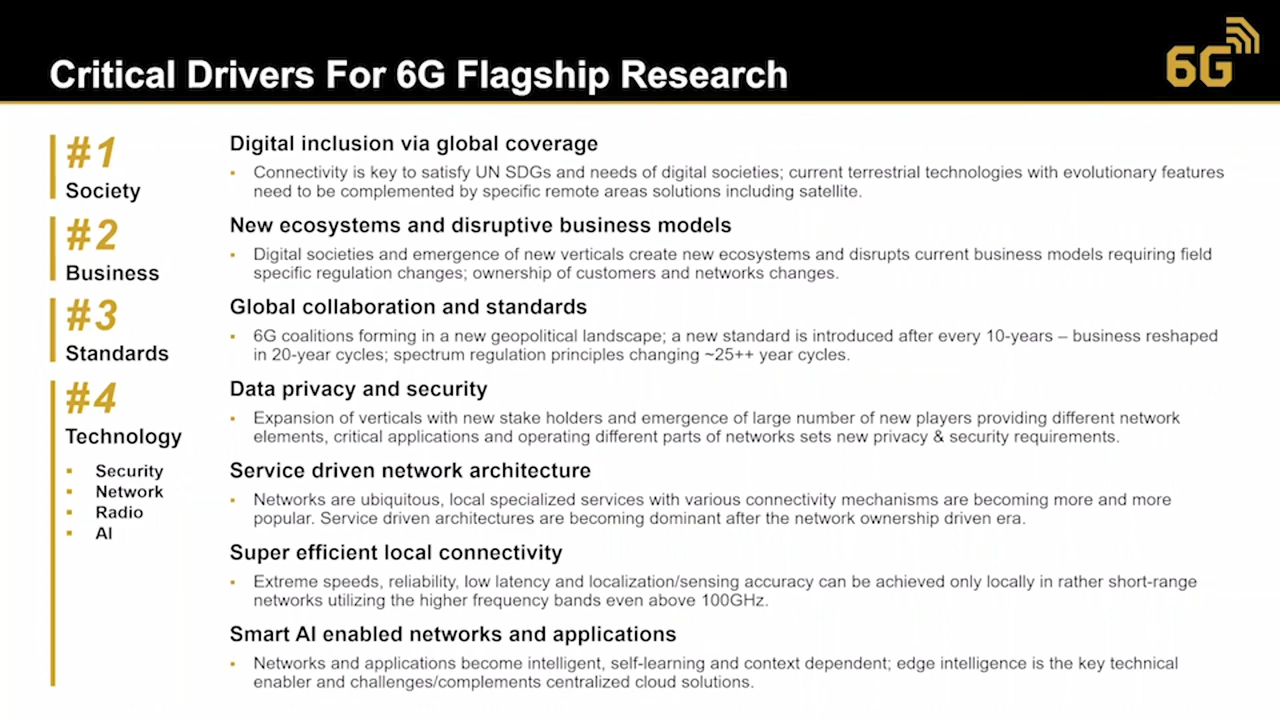 Critical Drivers For 6G Flagship Research
6G
#1
Society
Digital inclusion via global coverage
▪ Connectivity is key to satisfy UN SDGs and needs of digital societies; current terrestrial technologies with evolutionary features
need to be complemented by specific remote areas solutions including satellite.
#2
Business
New ecosystems and disruptive business models
▪ Digital societies and emergence of new verticals create new ecosystems and disrupts current business models requiring field
specific regulation changes; ownership of customers and networks changes.
#3
Standards
Global collaboration and standards
▪ 6G coalitions forming in a new geopolitical landscape; a new standard is introduced after every 10-years – business reshaped
in 20-year cycles; spectrum regulation principles changing ~25++ year cycles.
#4
Technology
▪ Security
▪ Network
▪ Radio
▪ AI
Data privacy and security
▪ Expansion of verticals with new stake holders and emergence of large number of new players providing different network
elements, critical applications and operating different parts of networks sets new privacy & security requirements.
Service driven network architecture
▪ Networks are ubiquitous, local specialized services with various connectivity mechanisms are becoming more and more
popular. Service driven architectures are becoming dominant after the network ownership driven era.
Super efficient local connectivity
▪ Extreme speeds, reliability, low latency and localization/sensing accuracy can be achieved only locally in rather short-range
networks utilizing the higher frequency bands even above 100GHz.
Smart AI enabled networks and applications
▪ Networks and applications become intelligent, self-learning and context dependent; edge intelligence is the key technical
enabler and challenges/complements centralized cloud solutions.